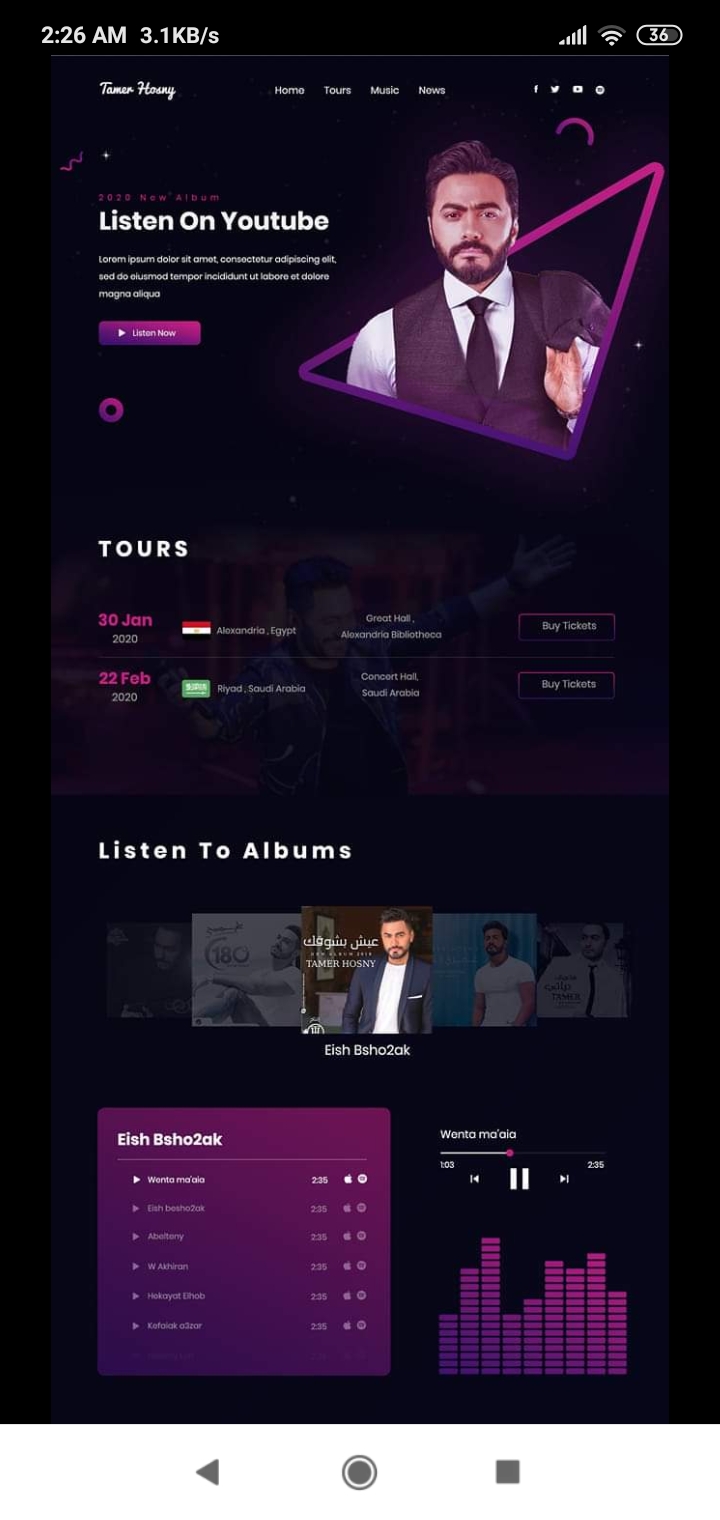 2:26 AM 3.1KB/s 36
Tamer Hosny Home Tours Music News
2020 New Album
Listen On Youtube
Lorem ipsum dolor sit amet, consectetur adipiscing elit,
sed do eiusmod tempor incididunt ut labore et dolore
magna aliqua
Listen Now
TOURS
30 Jan
2020
Alexandria , Egypt
Great Hall ,
Alexandria Bibliotheca
Buy Tickets
22 Feb
2020
Riyad , Saudi Arabia
Concert Hall,
Saudi Arabia
Buy Tickets
Listen To Albums
180
عيش بشوقك
NEW ALBUM 2018
TAMER HOSNY
TAMER
Eish Bsho2ak
Eish Bsho2ak
Wenta ma'aia 2:35
Eish besho2ak 2:35
Abelteny 2:35
W Akhiran 2:35
Hekayat Elhob 2:35
Kefaiak a3zar 2:35
Wenta ma'aia
1:03 2:35